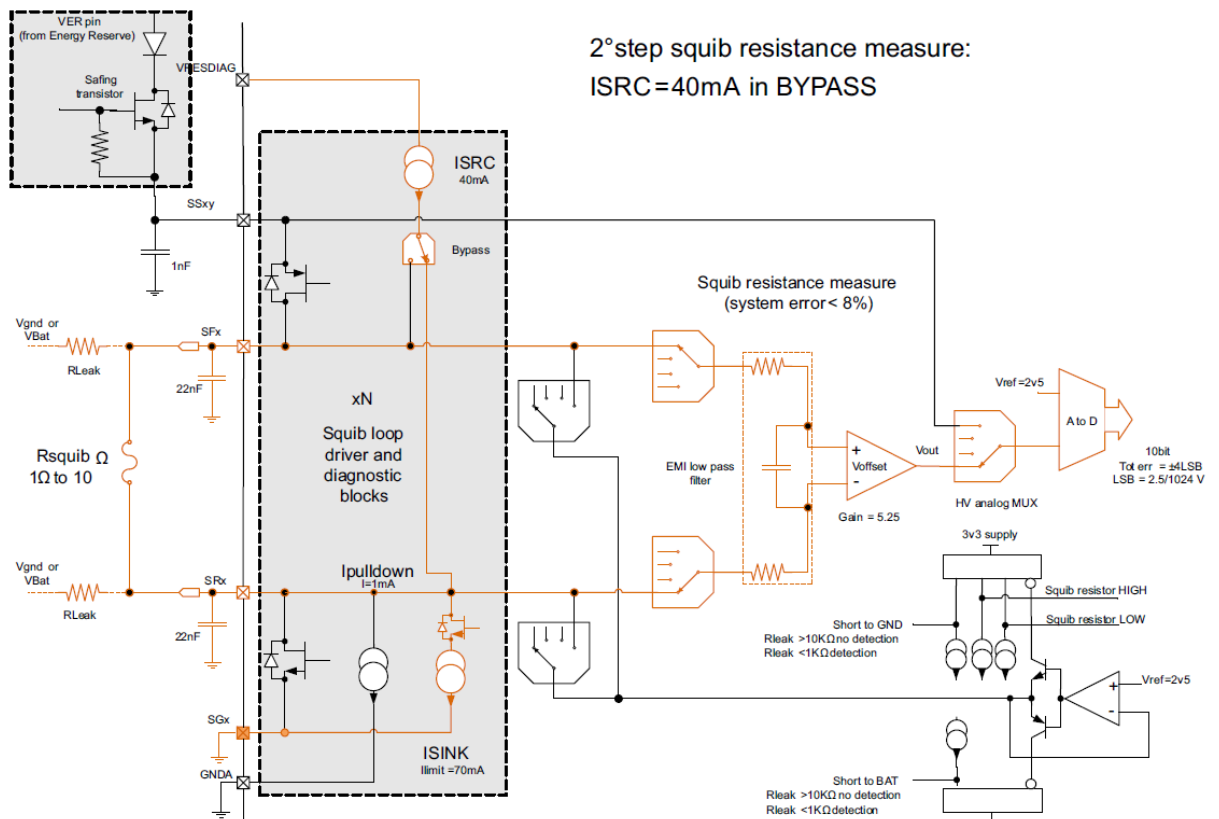 VER pin
(from Energy Reserve)
Safing
transistor
VRESDIAG
2°step squib resistance measure:
ISRC=40mA in BYPASS
ISRC
40mA
SSxy
1nF
Bypass
Squib resistance measure
(system error< 8%)
Vgnd or
VBat
RLeak
SFx
22nF
xN
Squib loop
driver and
diagnostic
blocks
Rsquib Ω
1Ω to 10
EMI low pass
filter
+
Voffset
-
Gain = 5.25
Vout
HV analog MUX
Vref=2v5
A to D
10bit
Tot err = ±4LSB
LSB = 2.5/1024 V
Vgnd or
VBat
RLeak
SRx
22nF
Ipulldown
I=1mA
SGx
GNDA
ISINK
Ilimit =70mA
3v3 supply
Squib resistor HIGH
Squib resistor LOW
Short to GND
Rleak >10KΩ no detection
Rleak <1KΩ detection
Vref=2v5
+
-
Short to BAT
Rleak >10KΩ no detection
Rleak <1KΩ detection